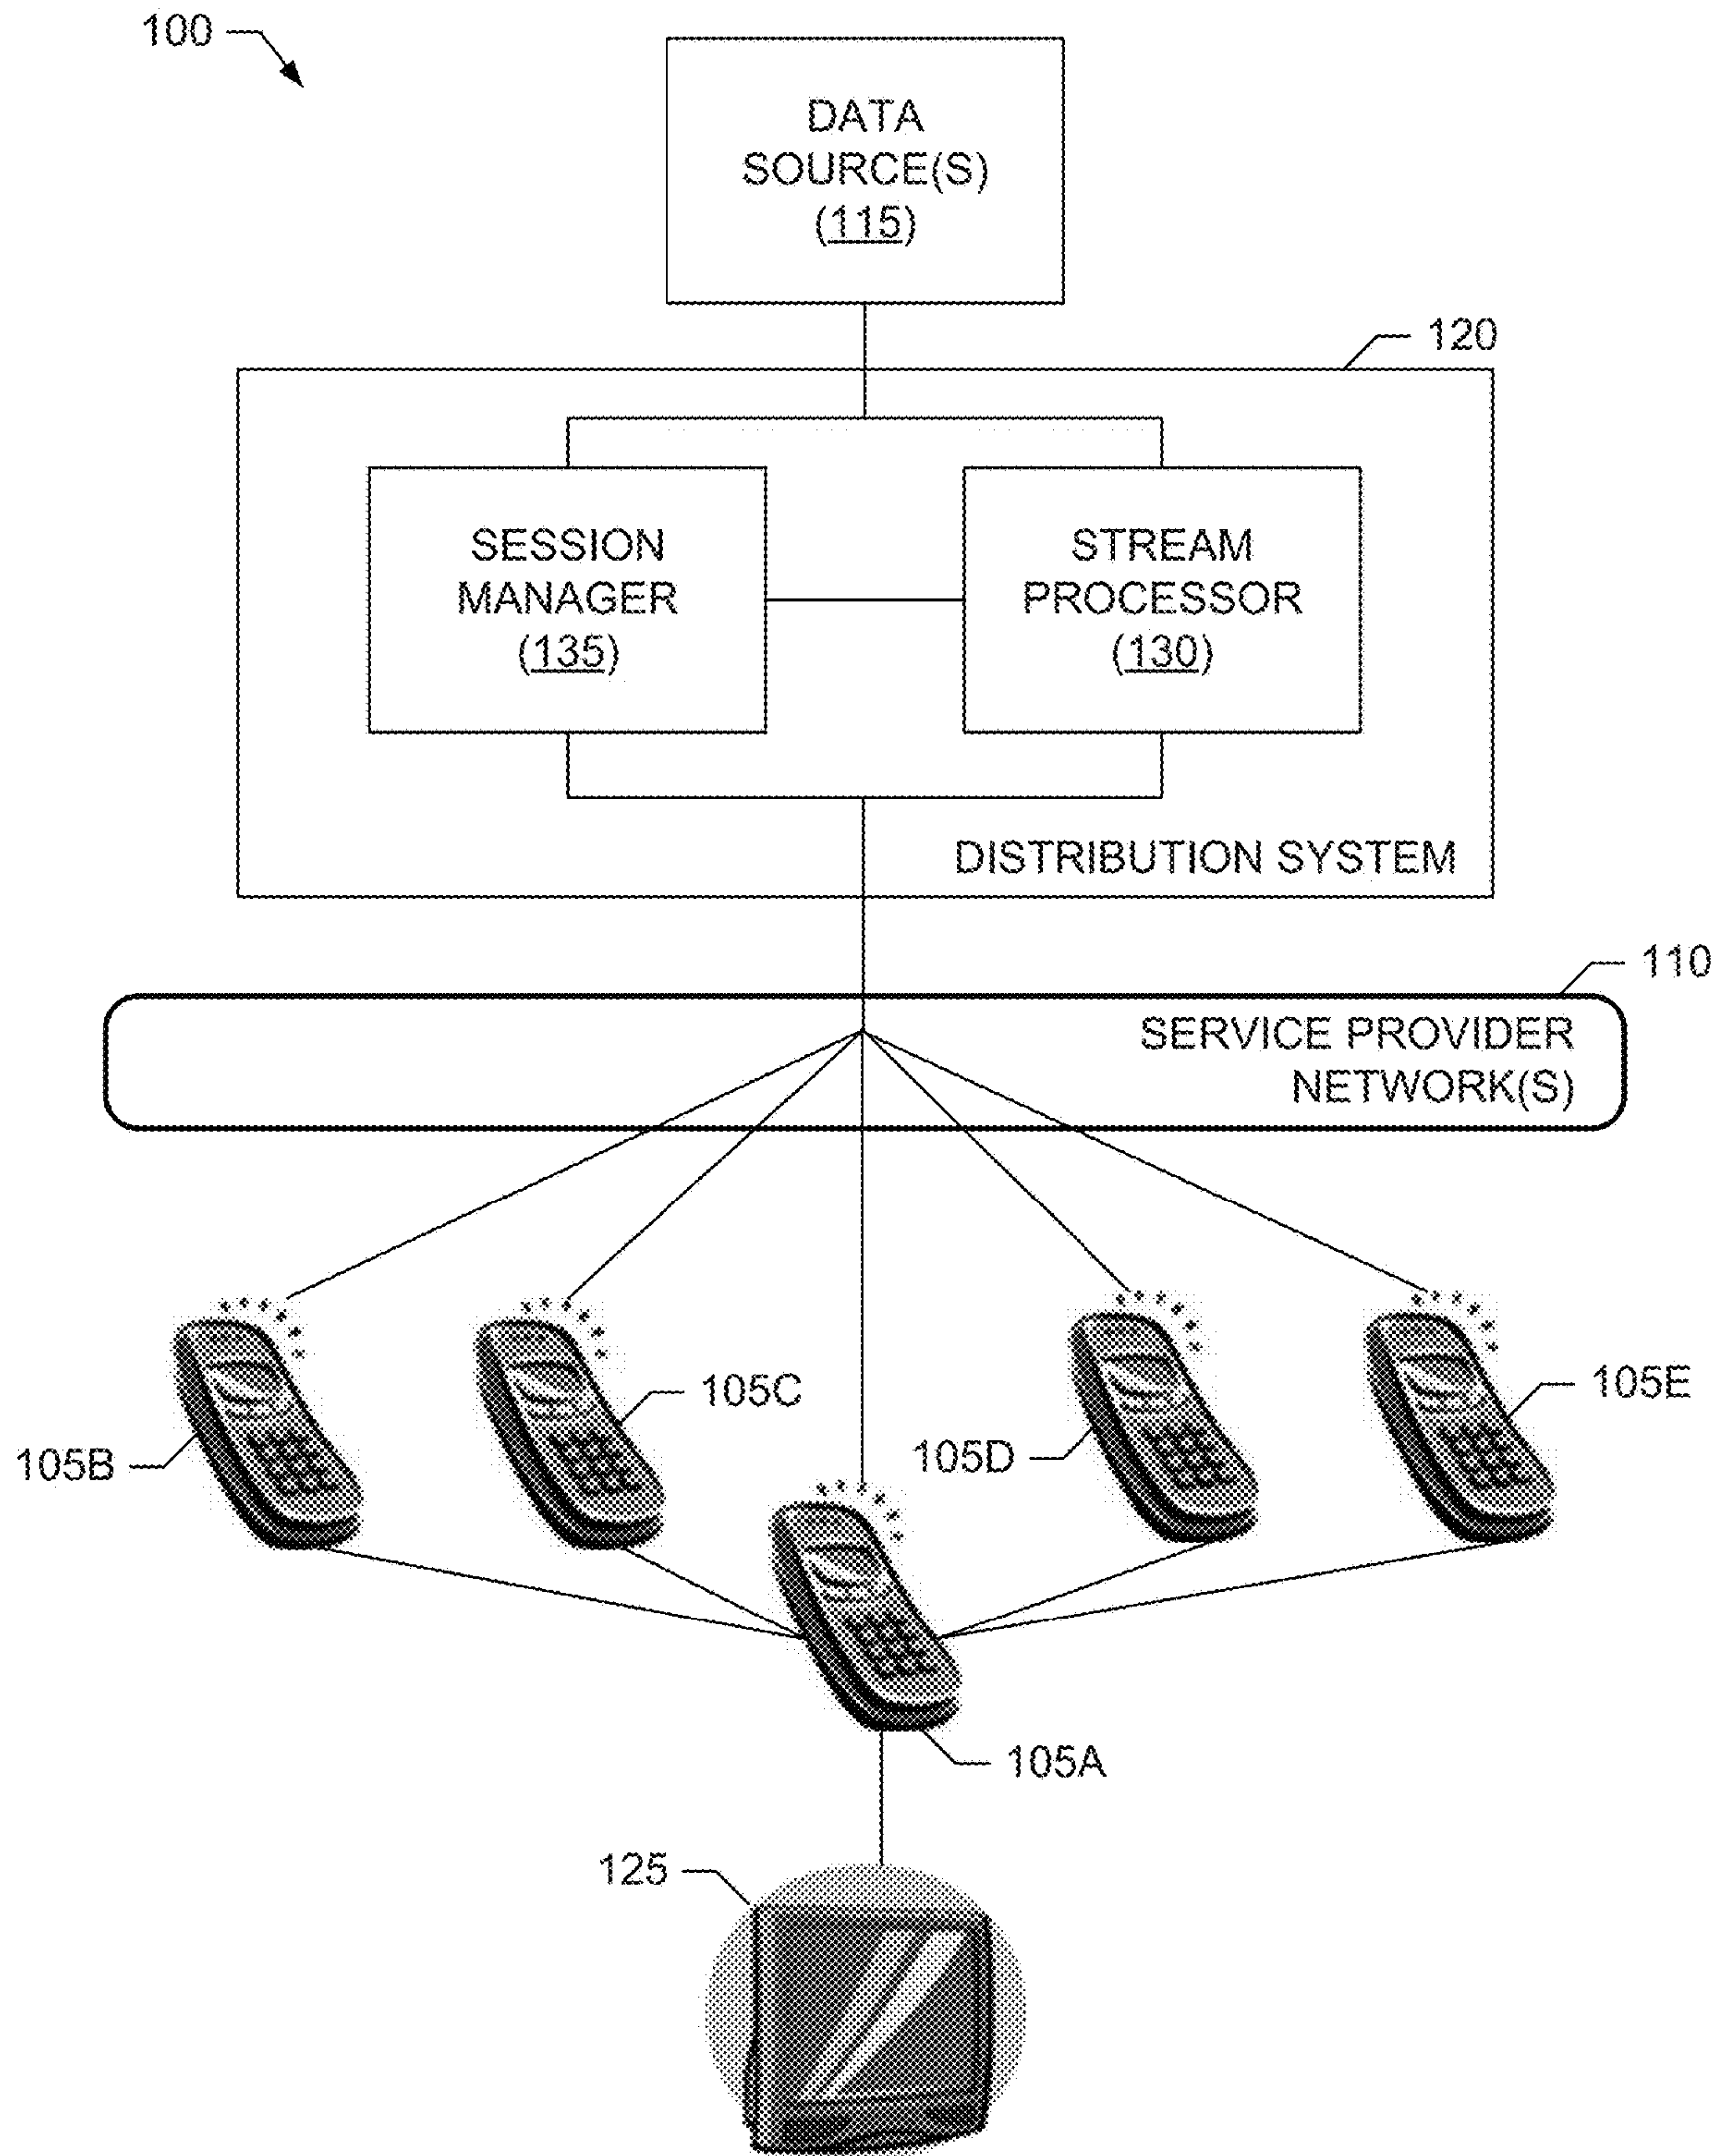 100
DATA
SOURCE(S)
(115)
120
SESSION
MANAGER
(135)
STREAM
PROCESSOR
(130)
DISTRIBUTION SYSTEM
110
SERVICE PROVIDER
NETWORK(S)
105B
105C
105D
105E
105A
125